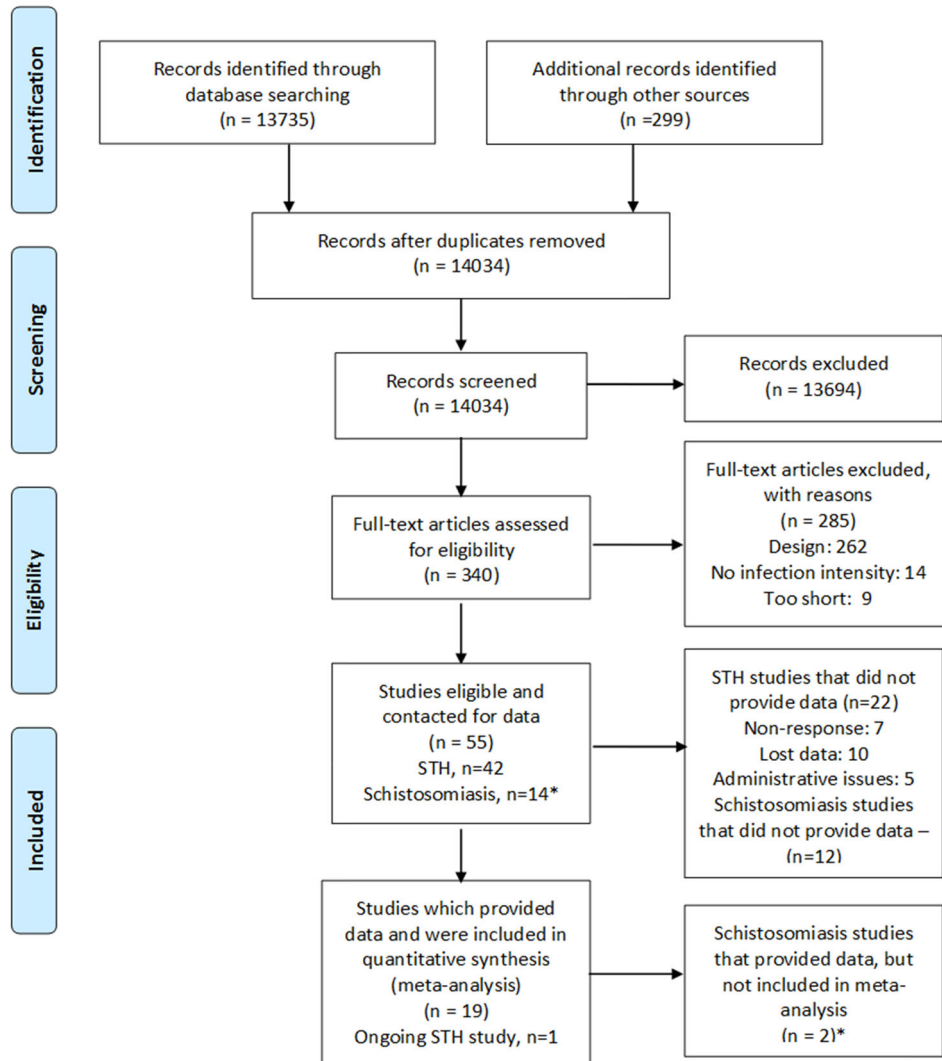 Identification
Records identified through
database searching
(n = 13735)
Additional records identified
through other sources
(n =299)
Records after duplicates removed
(n = 14034)
Screening
Records screened
(n = 14034)
Records excluded
(n = 13694)
Eligibility
Full-text articles assessed
for eligibility
(n = 340)
Full-text articles excluded,
with reasons
(n = 285)
Design: 262
No infection intensity: 14
Too short: 9
Studies eligible and
contacted for data
(n = 55)
STH, n=42
Schistosomiasis, n=14*
STH studies that did not
provide data (n=22)
Non-response: 7
Lost data: 10
Administrative issues: 5
Schistosomiasis studies
that did not provide data –
(n=12)
Included
Studies which provided
data and were included in
quantitative synthesis
(meta-analysis)
(n = 19)
Ongoing STH study, n=1
Schistosomiasis studies
that provided data, but
not included in meta-
analysis
(n = 2)*